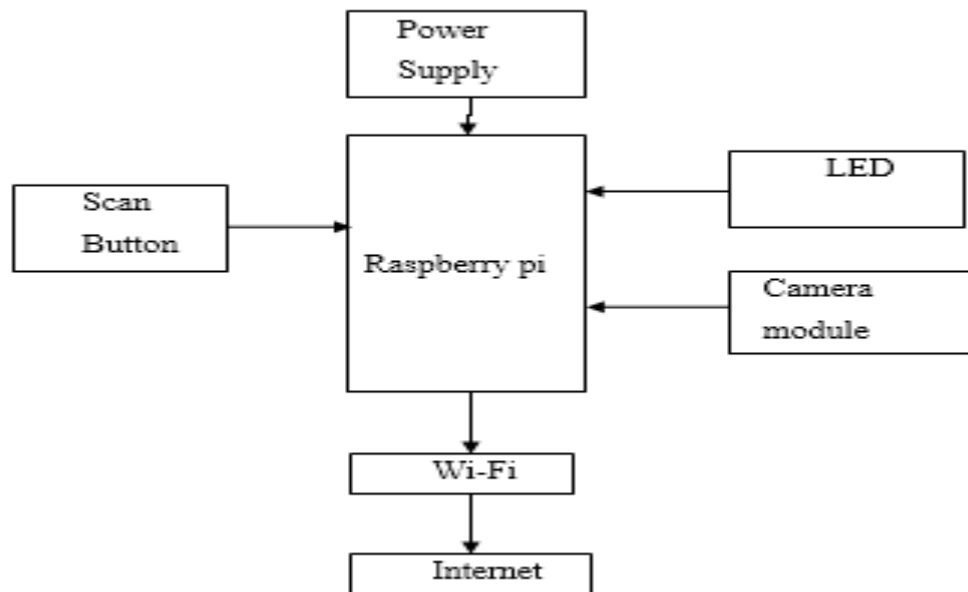 Power
Supply
LED
Scan
Button
Raspberry pi
Camera
module
Wi-Fi
Internet